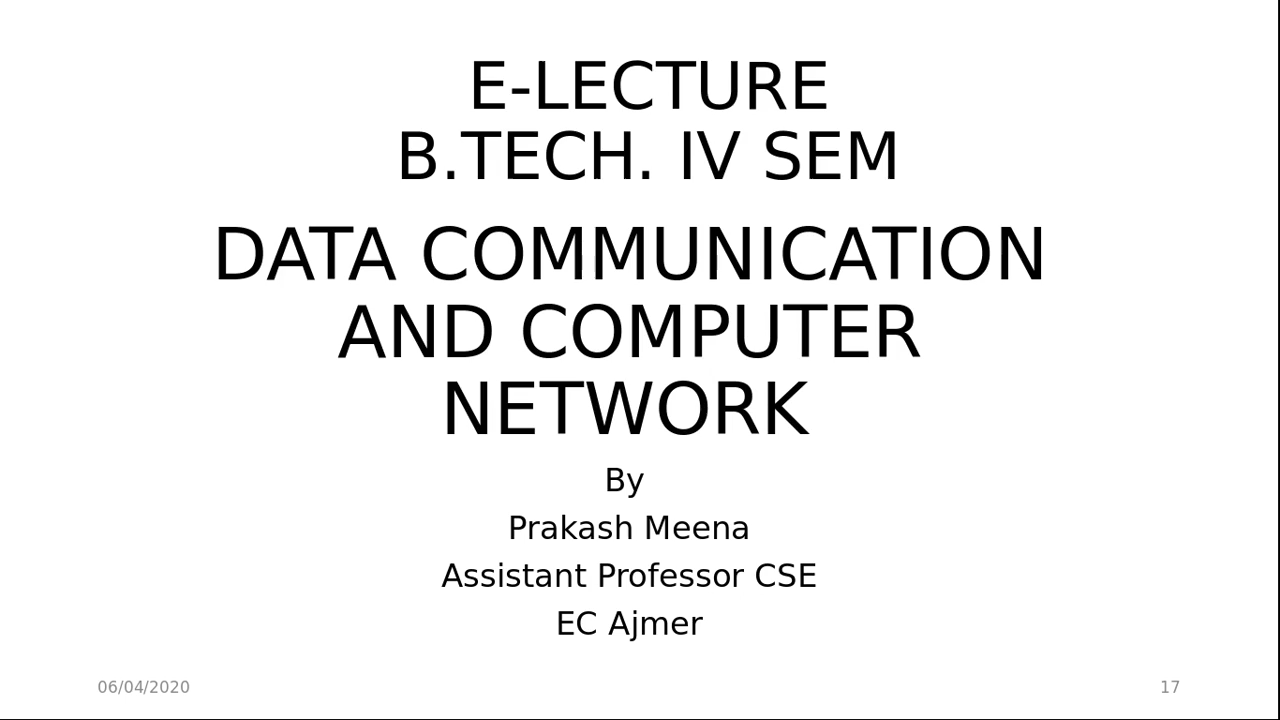 E-LECTURE
B.TECH. IV SEM
DATA COMMUNICATION
AND COMPUTER
NETWORK
By
Prakash Meena
Assistant Professor CSE
EC Ajmer
06/04/2020
17